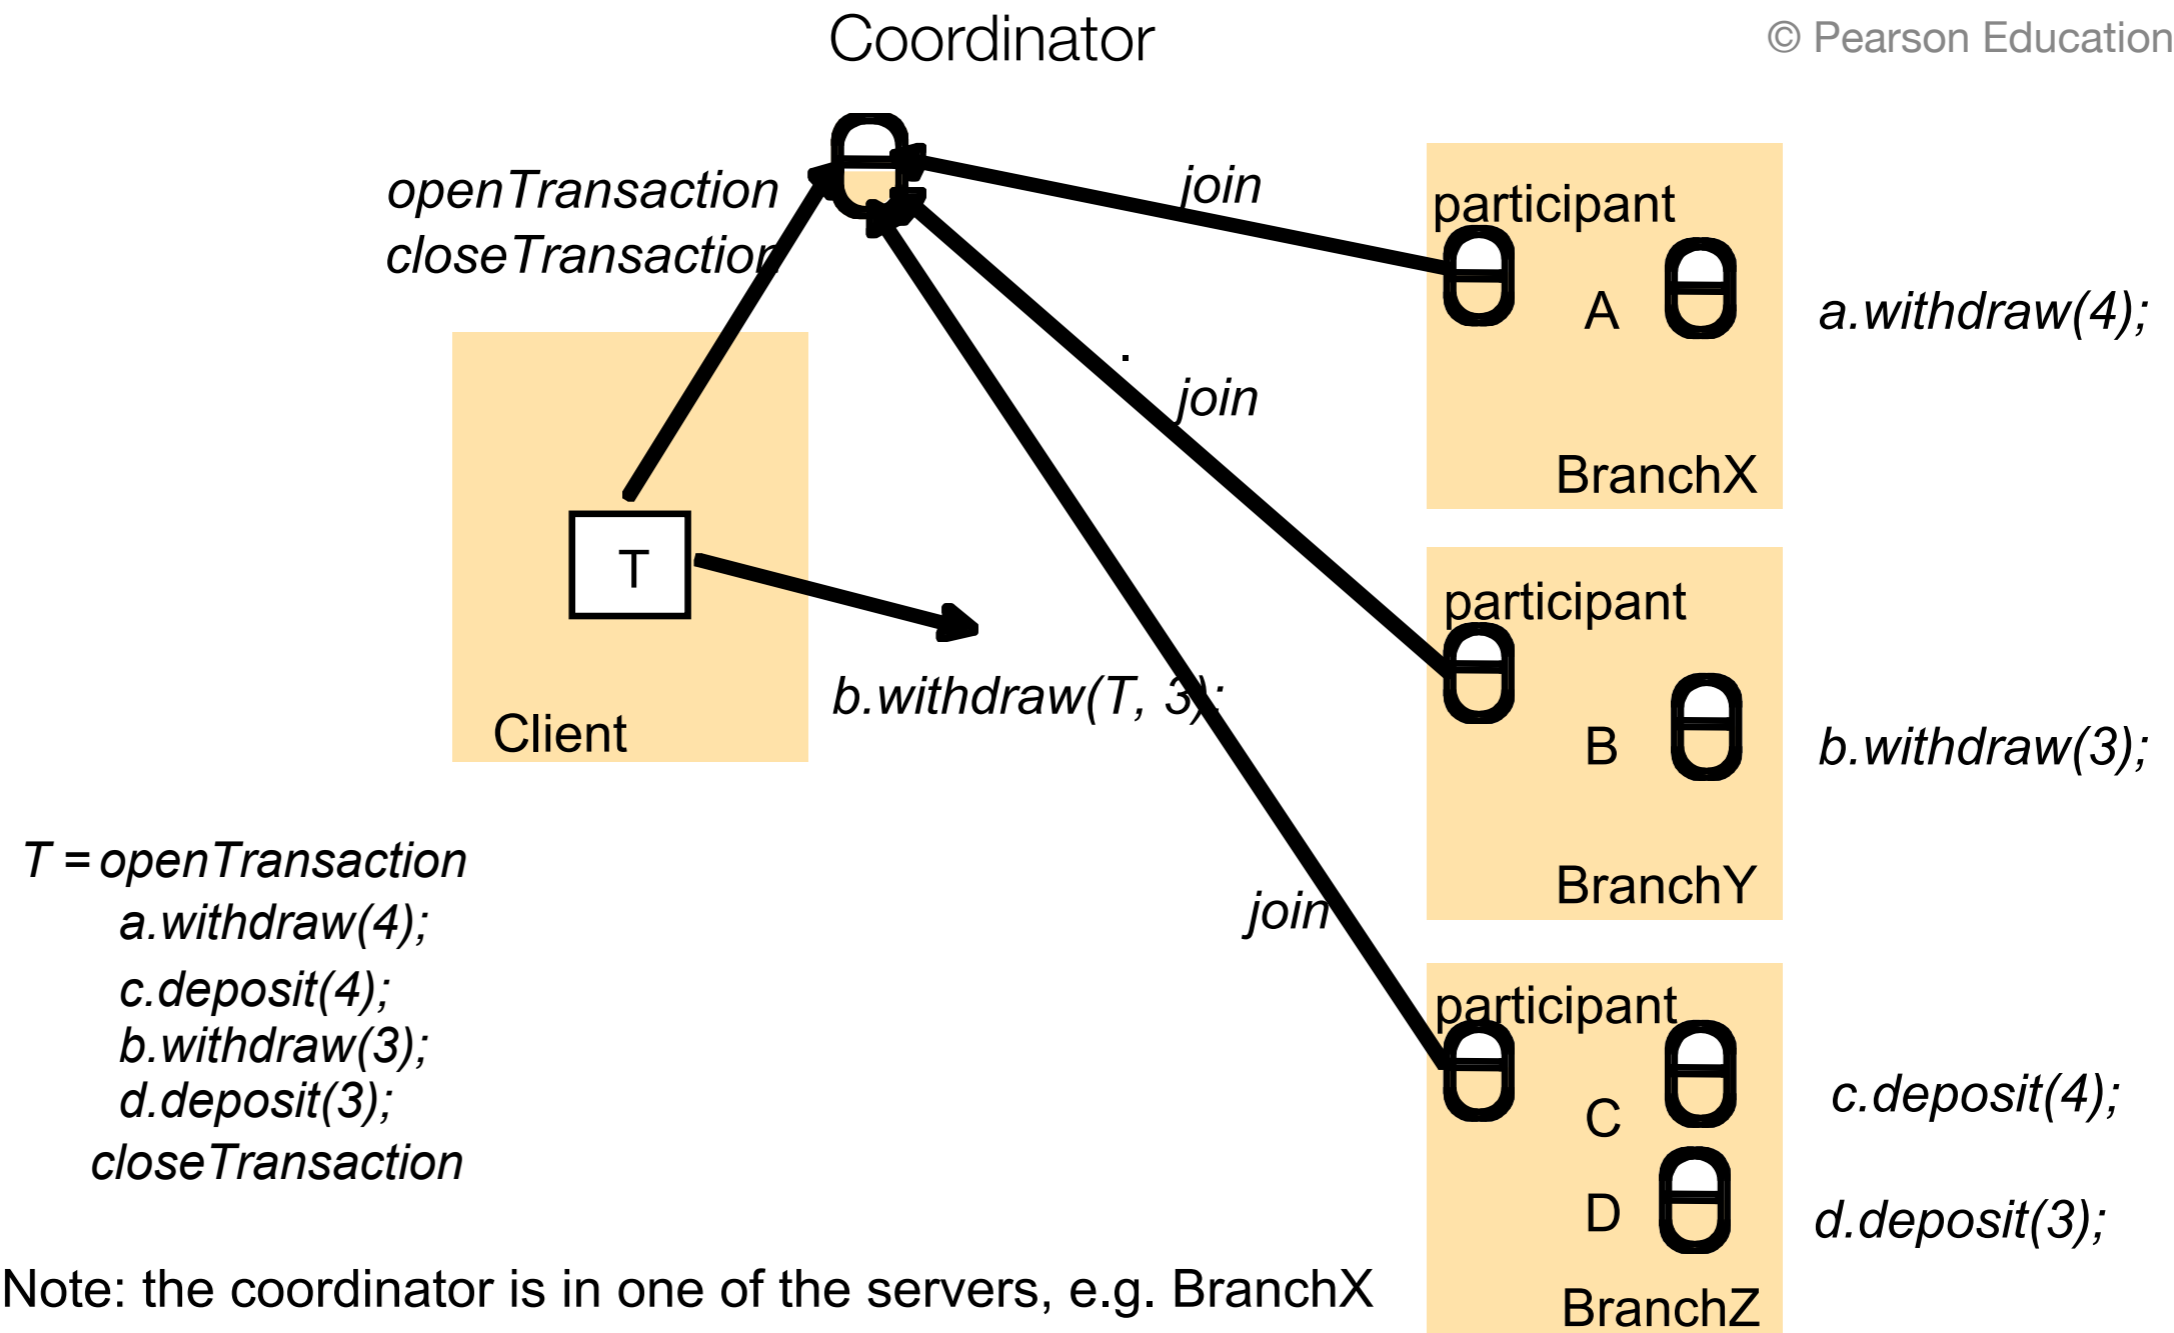 Coordinator
© Pearson Education
openTransaction
closeTransaction
join
participant
A
a.withdraw(4);
BranchX
.
join
T
b.withdraw(T, 3);
Client
participant
B
b.withdraw(3);
BranchY
join
T = openTransaction
a.withdraw(4);
c.deposit(4);
b.withdraw(3);
d.deposit(3);
closeTransaction
participant
C
c.deposit(4);
D
d.deposit(3);
BranchZ
Note: the coordinator is in one of the servers, e.g. BranchX